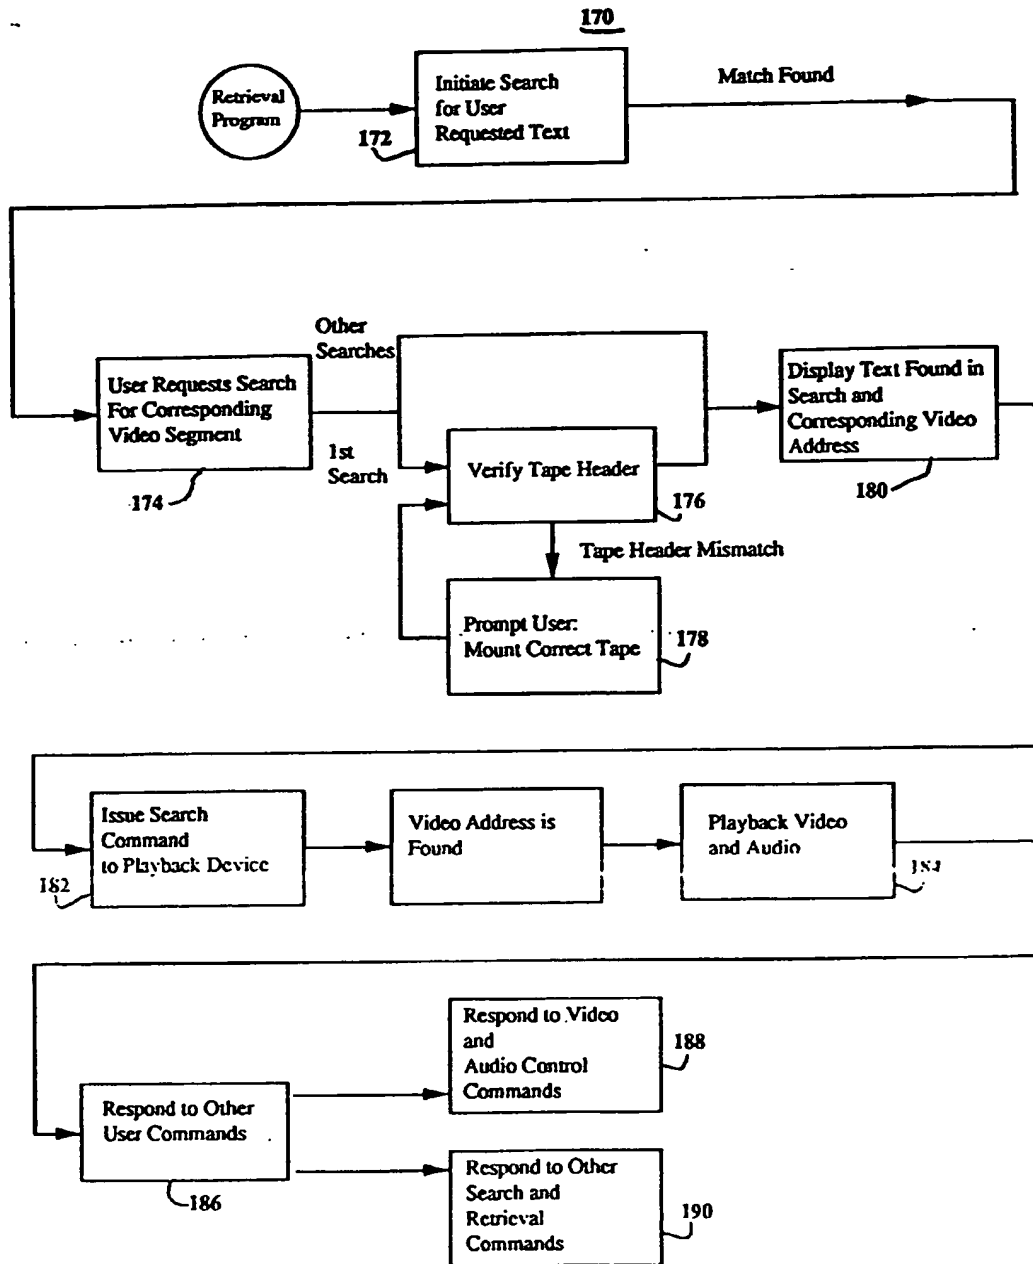 170
Retrieval
Program
Initiate Search
for User
Requested Text
172
Match Found
Other
Searches
User Requests Search
For Corresponding
Video Segment
174
1st
Search
Verify Tape Header
176
Display Text Found in
Search and
Corresponding Video
Address
180
Tape Header Mismatch
Prompt User:
Mount Correct Tape
178
Issue Search
Command
to Playback Device
182
Video Address is
Found
Playback Video
and Audio
184
Respond to Other
User Commands
186
Respond to Video
and
Audio Control
Commands
188
Respond to Other
Search and
Retrieval
Commands
190